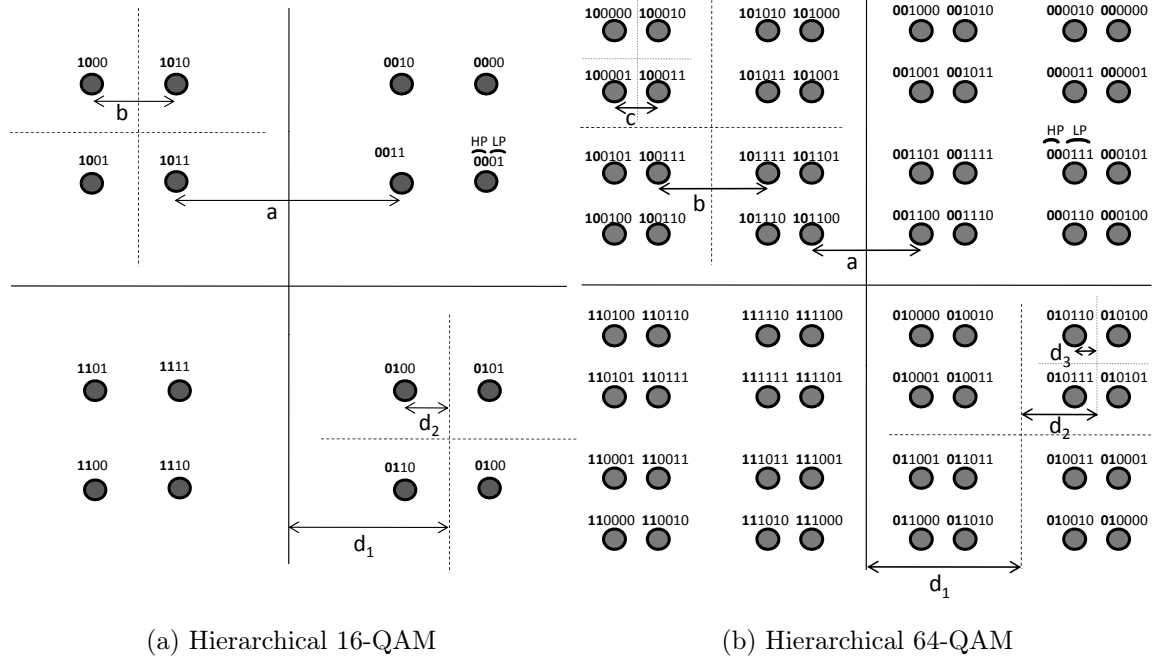 1000 1010 0010 0000
b
HP LP
1001 1011 0011 0001
a
1101 1111 0100 0101
d2
1100 1110 0110 0100
d1
(a) Hierarchical 16-QAM
100000 100010 101010 101000 001000 001010 000010 000000
100001 100011 101011 101001 001001 001011 000011 000001
c
HP LP
100101 100111 101111 101101 001101 001111 000111 000101
b
100100 100110 101110 101100 001100 001110 000110 000100
a
110100 110110 111110 111100 010000 010010 010110 010100
d3
110101 110111 111111 111101 010001 010011 010111 010101
d2
110001 110011 111011 111001 011001 011011 010011 010001
110000 110010 111010 111000 011000 011010 010010 010000
d1
(b) Hierarchical 64-QAM